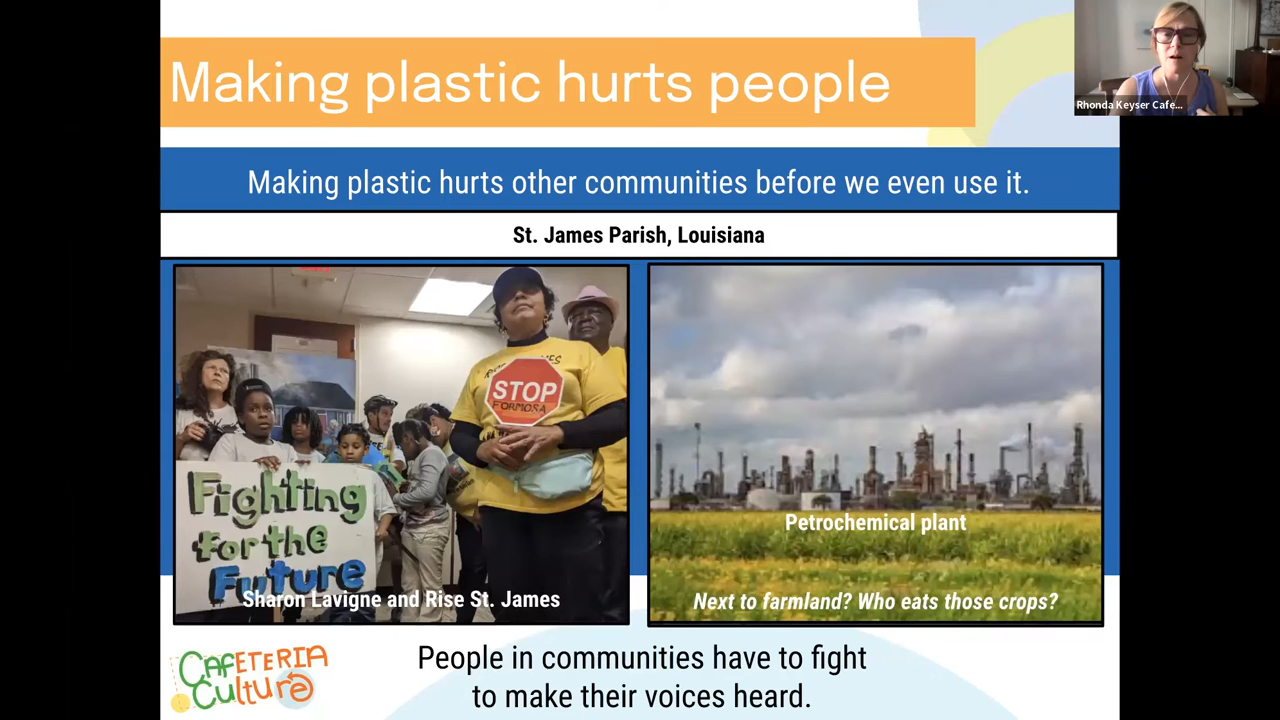 Making plastic hurts people
Rhonda Keyser Cafe...
Making plastic hurts other communities before we even use it.
St. James Parish, Louisiana
STOP
FORMOSA
Fighting
for the
Future
Sharon Lavigne and Rise St. James
Petrochemical plant
Next to farmland? Who eats those crops?
CAFETERIA
CulturE
People in communities have to fight
to make their voices heard.